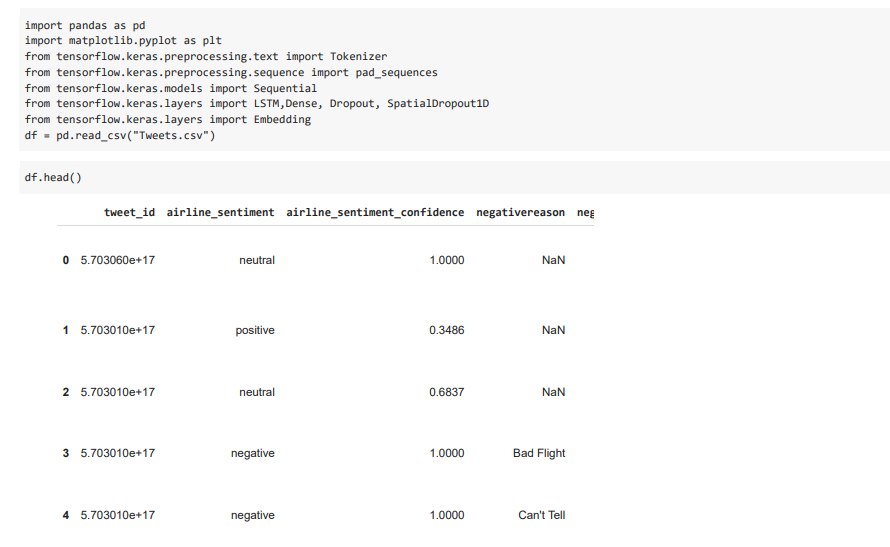 import pandas as pd
import matplotlib.pyplot as plt
from tensorflow.keras.preprocessing.text import Tokenizer
from tensorflow.keras.preprocessing.sequence import pad_sequences
from tensorflow.keras.models import Sequential
from tensorflow.keras.layers import LSTM,Dense, Dropout, SpatialDropout1D
from tensorflow.keras.layers import Embedding
df = pd.read_csv("Tweets.csv")
df.head()
tweet_id airline_sentiment airline_sentiment_confidence negativereason neg
0 5.703060e+17 neutral 1.0000 NaN
1 5.703010e+17 positive 0.3486 NaN
2 5.703010e+17 neutral 0.6837 NaN
3 5.703010e+17 negative 1.0000 Bad Flight
4 5.703010e+17 negative 1.0000 Can't Tell